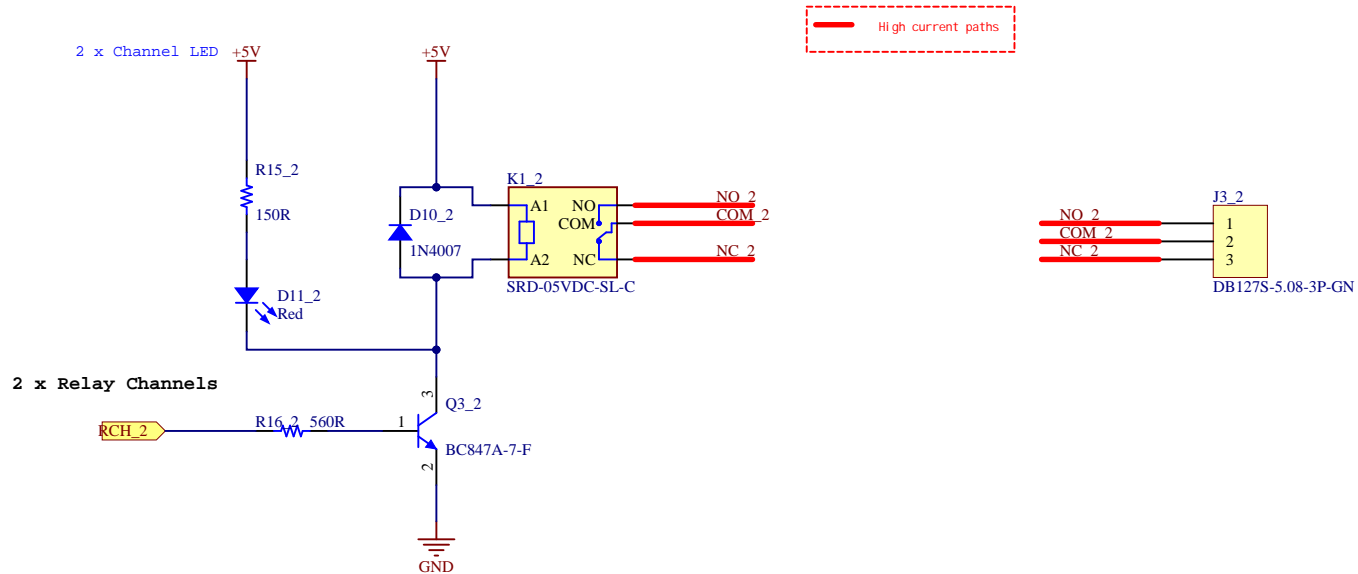 High current paths
2 x Channel LED
+5V
+5V
R15_2
150R
D11_2
Red
D10_2
1N4007
K1_2
A1
A2
NO
COM
NC
SRD-05VDC-SL-C
NO_2
COM_2
NC_2
NO_2
COM_2
NC_2
J3_2
1
2
3
DB127S-5.08-3P-GN
2 x Relay Channels
RCH_2
R16_2 560R
1
3
2
Q3_2
BC847A-7-F
GND